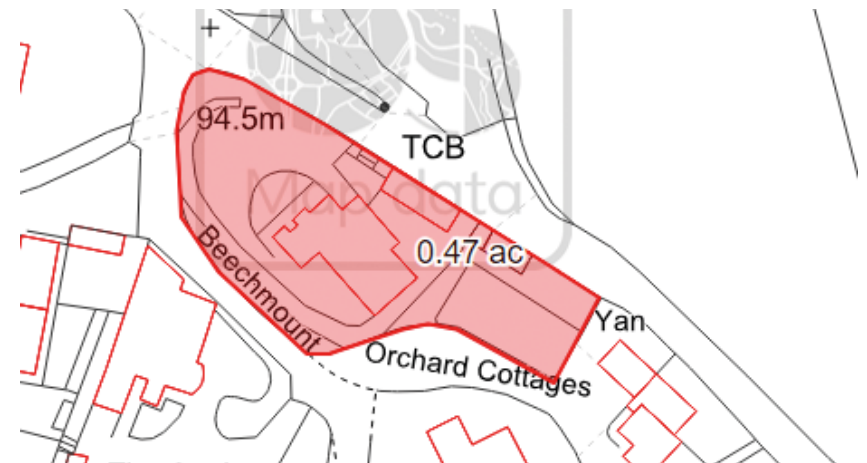 94.5m
TCB
Map data
0.47 ac
Beechmount
Yan
Orchard Cottages